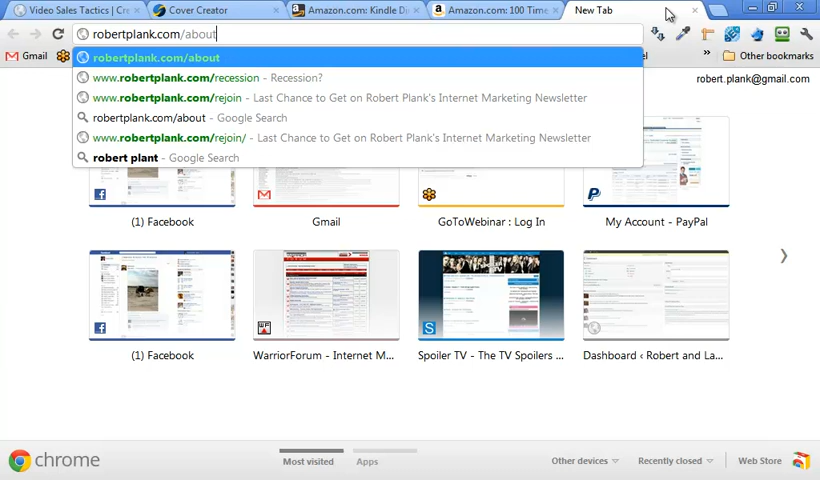 Video Sales Tactics | Cre
Cover Creator
Amazon.com: Kindle Di
Amazon.com: 100 Time
New Tab
robertplank.com/about
Gmail
»
Other bookmarks
robertplank.com/about
www.robertplank.com/recession - Recession?
www.robertplank.com/rejoin - Last Chance to Get on Robert Plank's Internet Marketing Newsletter
robertplank.com/about - Google Search
www.robertplank.com/rejoin/ - Last Chance to Get on Robert Plank's Internet Marketing Newsletter
robert plant - Google Search
robert.plank@gmail.com
(1) Facebook
Gmail
GoToWebinar : Log In
My Account - PayPal
(1) Facebook
WarriorForum - Internet M...
Spoiler TV - The TV Spoilers ...
Dashboard ‹ Robert and La...
chrome
Most visited
Apps
Other devices
Recently closed
Web Store